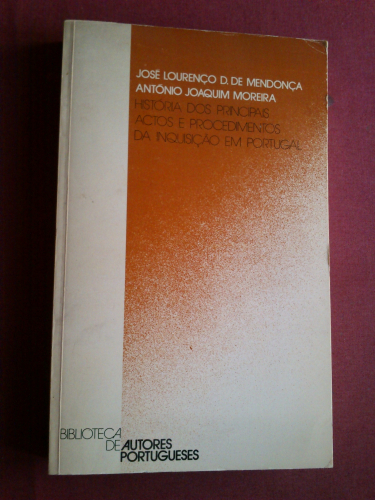 JOSÉ LOURENÇO D. DE MENDONÇA
ANTÓNIO JOAQUIM MOREIRA
HISTÓRIA DOS PRINCIPAIS
ACTOS E PROCEDIMENTOS
DA INQUISIÇÃO EM PORTUGAL
BIBLIOTECA
DE AUTORES
PORTUGUESES